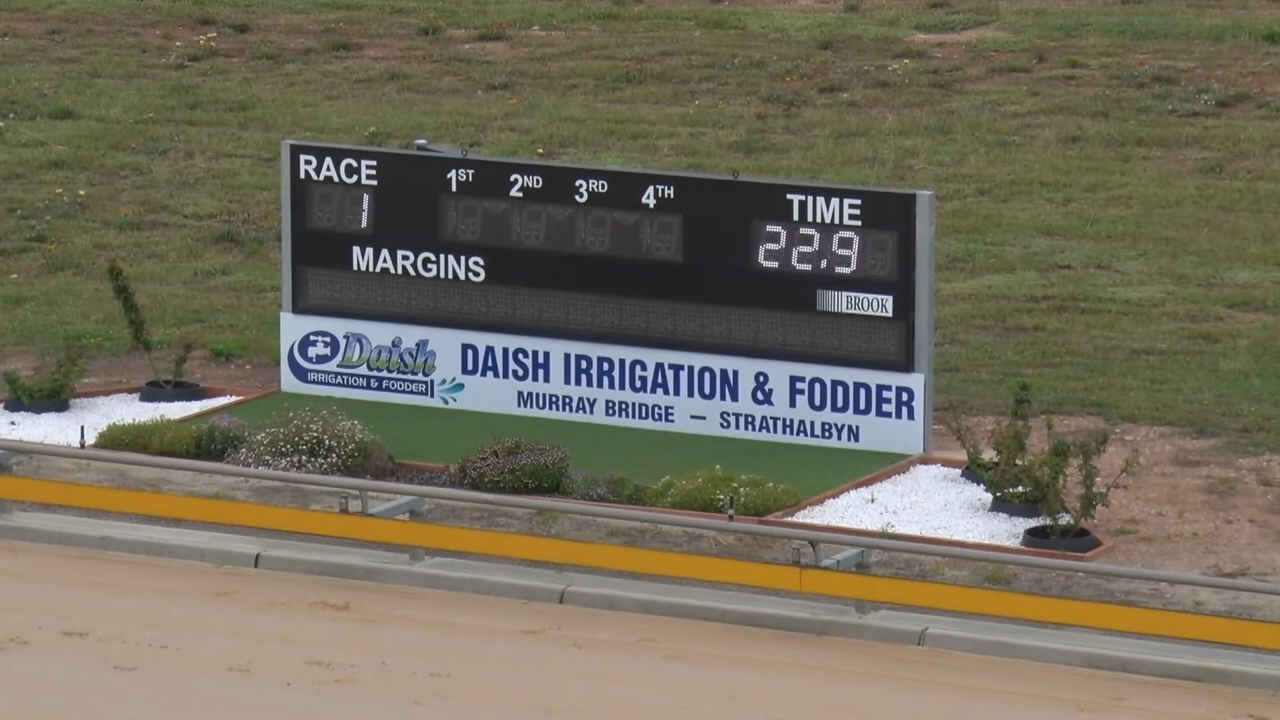 RACE 1ST 2ND 3RD 4TH TIME
1 22.9
MARGINS
BROOK
Daish
IRRIGATION & FODDER
DAISH IRRIGATION & FODDER
MURRAY BRIDGE — STRATHALBYN